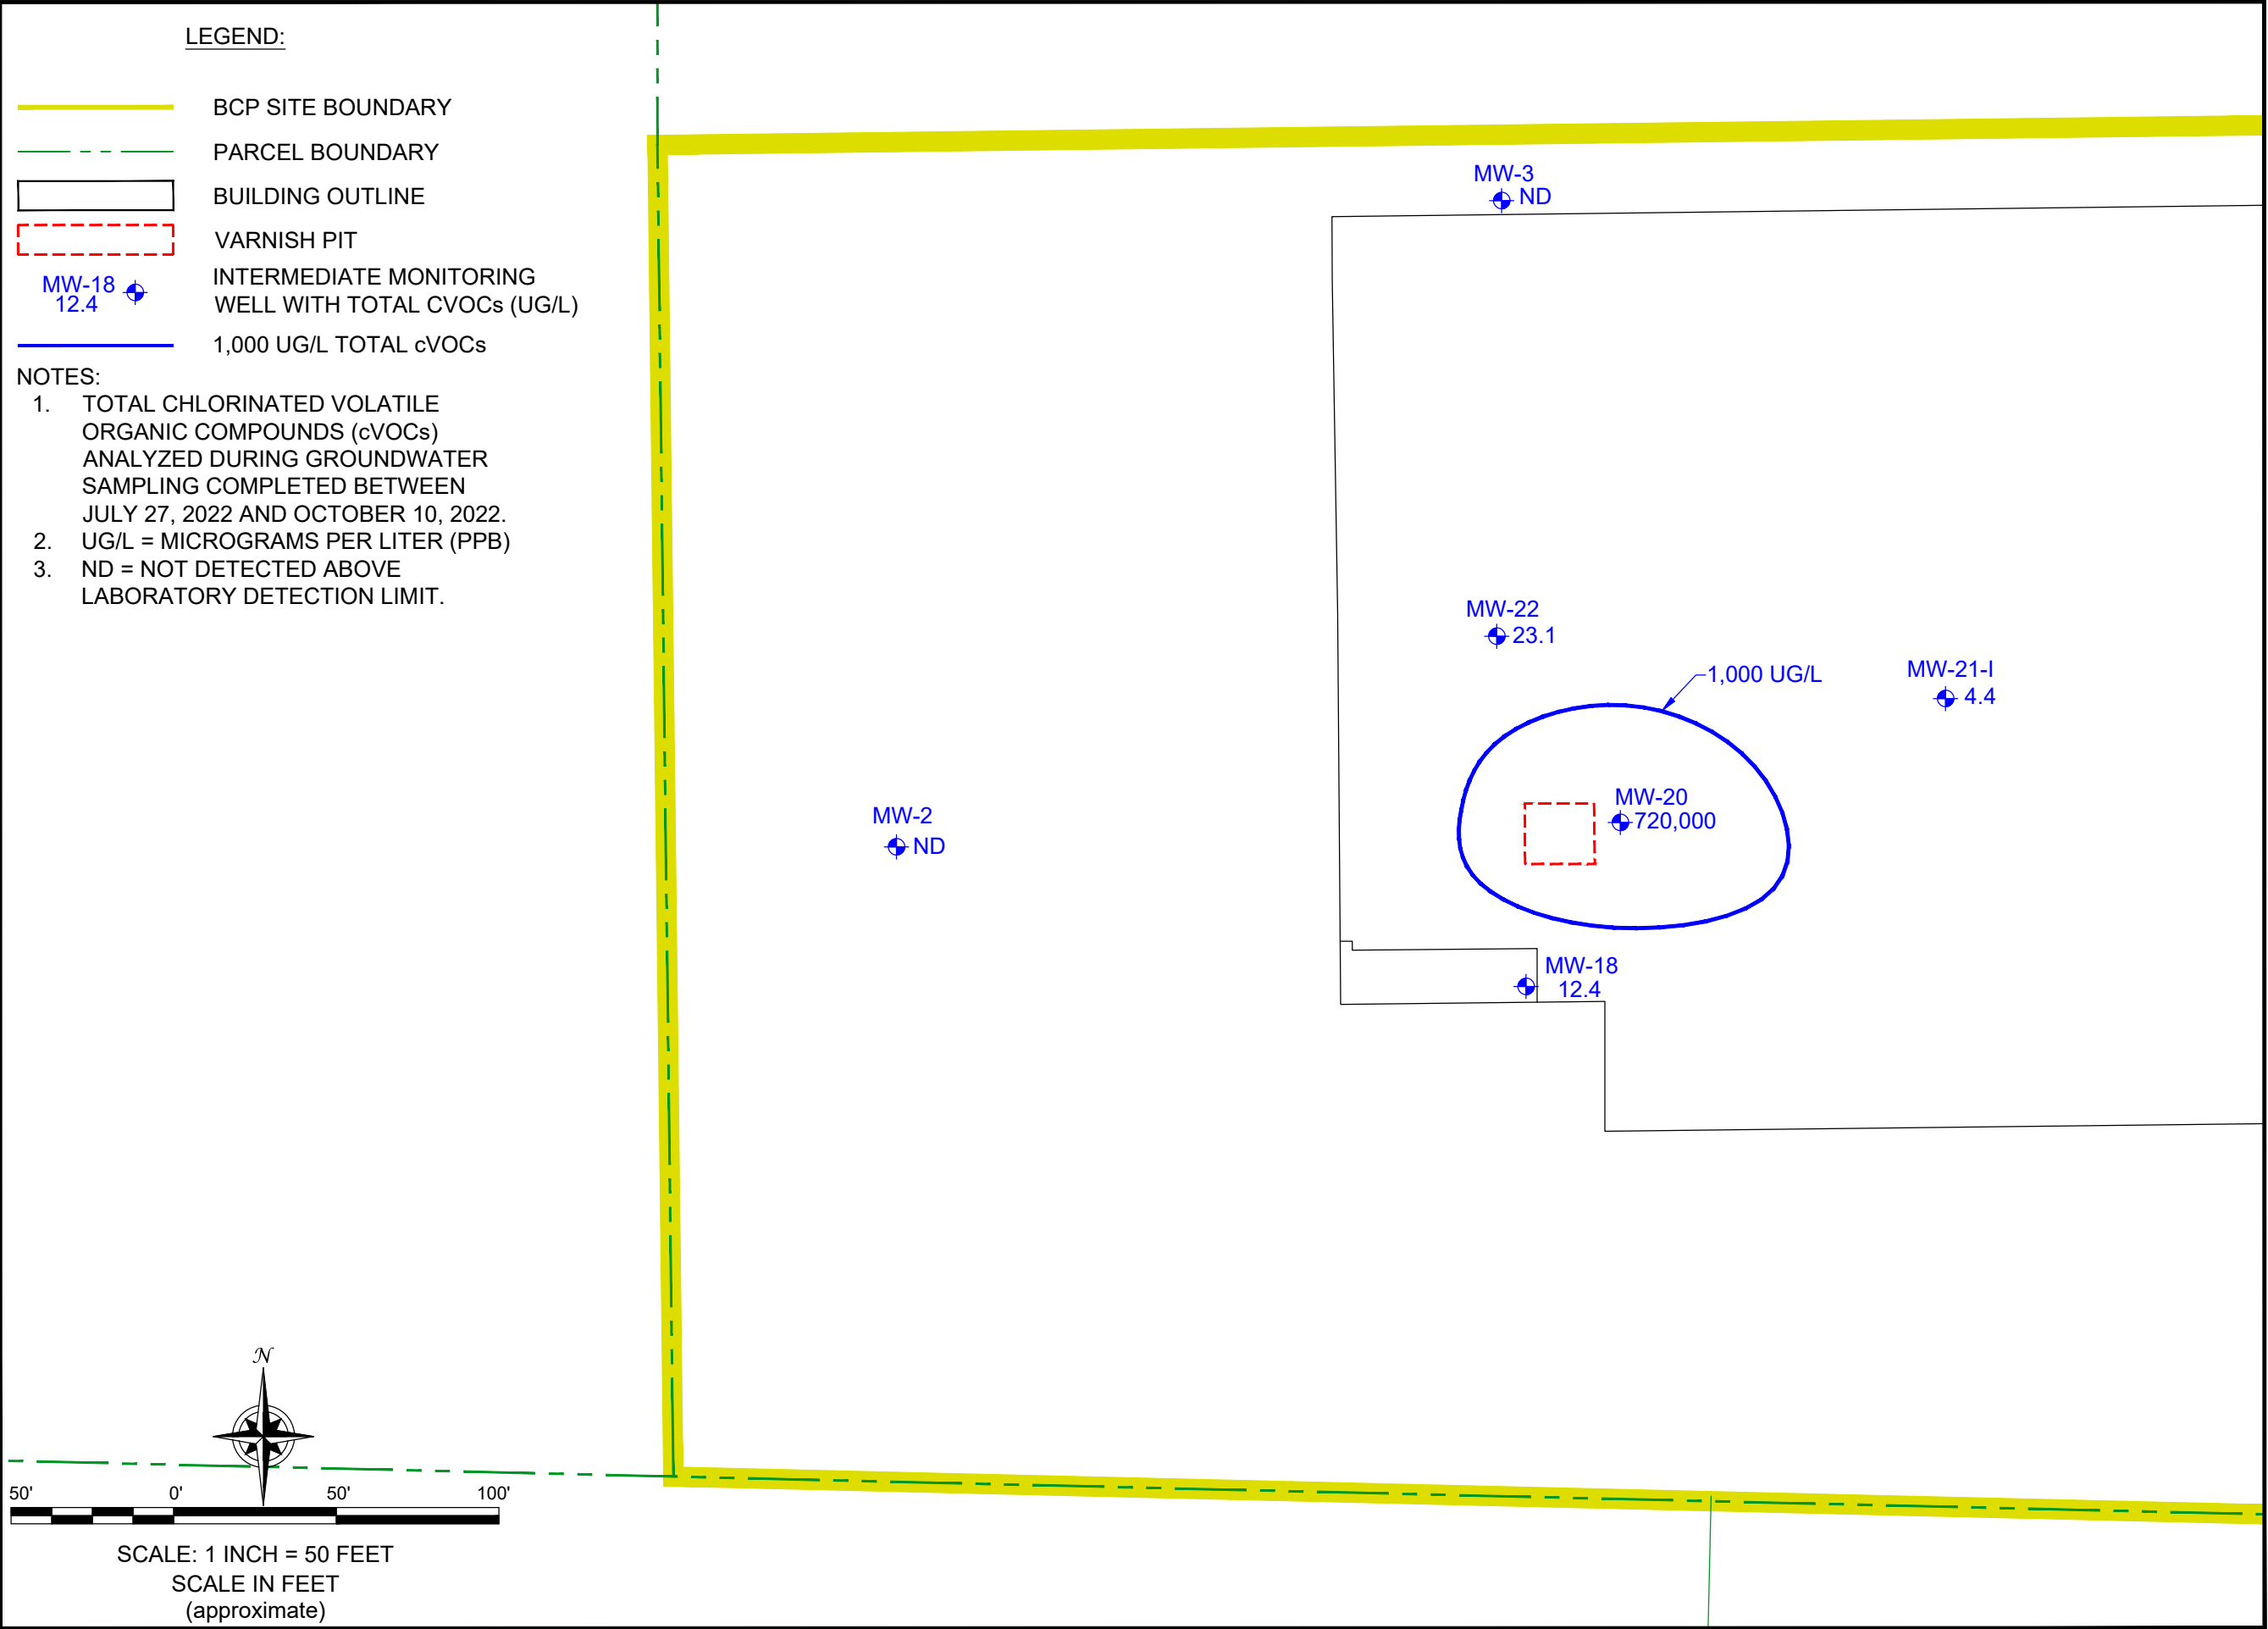 LEGEND:
BCP SITE BOUNDARY
PARCEL BOUNDARY
BUILDING OUTLINE
VARNISH PIT
MW-18
12.4
INTERMEDIATE MONITORING
WELL WITH TOTAL CVOCs (UG/L)
1,000 UG/L TOTAL cVOCs
NOTES:
1. TOTAL CHLORINATED VOLATILE
ORGANIC COMPOUNDS (cVOCs)
ANALYZED DURING GROUNDWATER
SAMPLING COMPLETED BETWEEN
JULY 27, 2022 AND OCTOBER 10, 2022.
2. UG/L = MICROGRAMS PER LITER (PPB)
3. ND = NOT DETECTED ABOVE
LABORATORY DETECTION LIMIT.
MW-3
ND
MW-22
23.1
1,000 UG/L
MW-21-I
4.4
MW-20
720,000
MW-2
ND
MW-18
12.4
N
50' 0' 50' 100'
SCALE: 1 INCH = 50 FEET
SCALE IN FEET
(approximate)